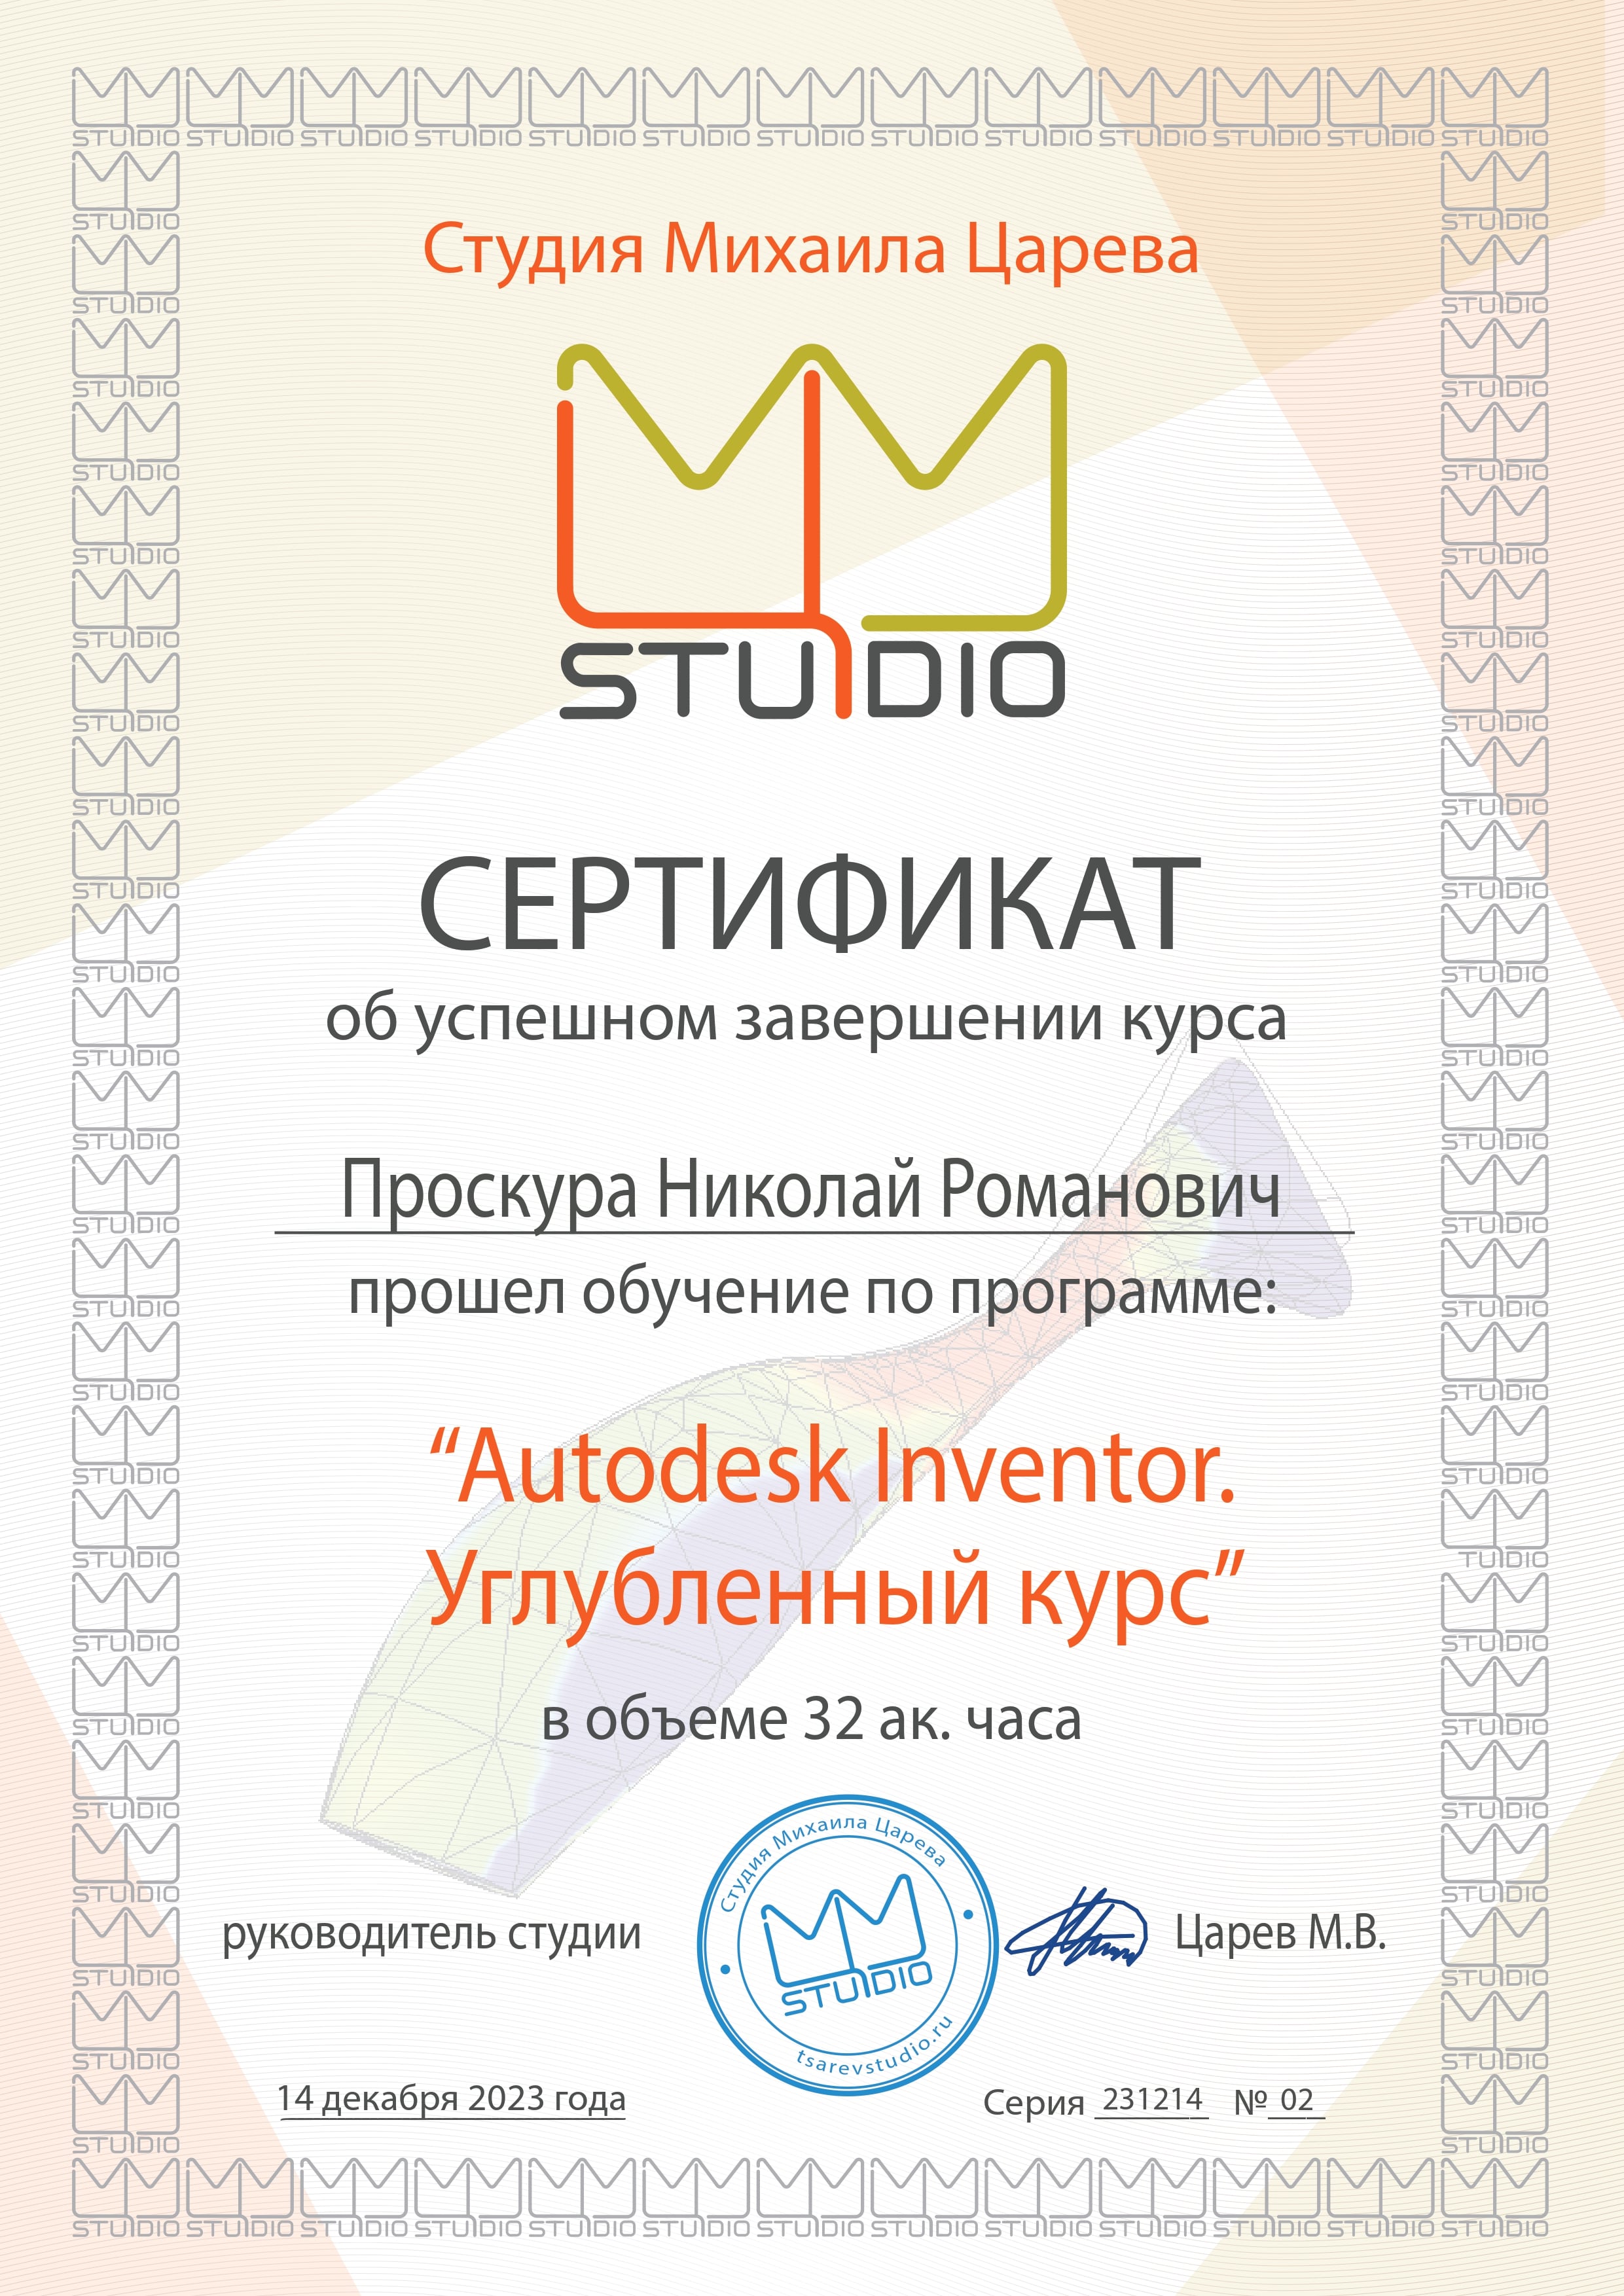 Студия Михаила Царева
STUDIO
СЕРТИФИКАТ
об успешном завершении курса
Проскура Николай Романович
прошел обучение по программе:
“Autodesk Inventor.
Углубленный курс”
в объеме 32 ак. часа
руководитель студии
Студия Михаила Царева
STUDIO
tsarevstudio.ru
Царев М.В.
14 декабря 2023 года
Серия 231214 № 02